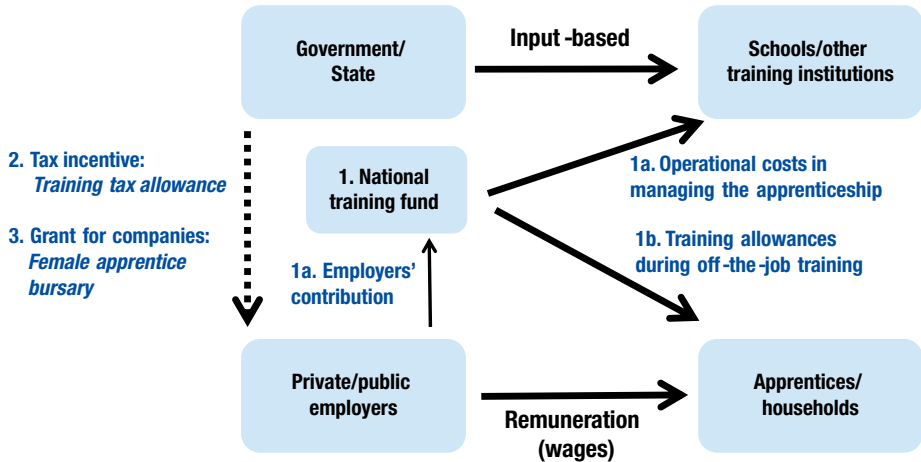 Government/
State
Input -based
Schools/other
training institutions
2. Tax incentive:
Training tax allowance
3. Grant for companies:
Female apprentice
bursary
1. National
training fund
1a. Operational costs in
managing the apprenticeship
1b. Training allowances
during off -the -job training
1a. Employers’
contribution
Private/public
employers
Remuneration
(wages)
Apprentices/
households